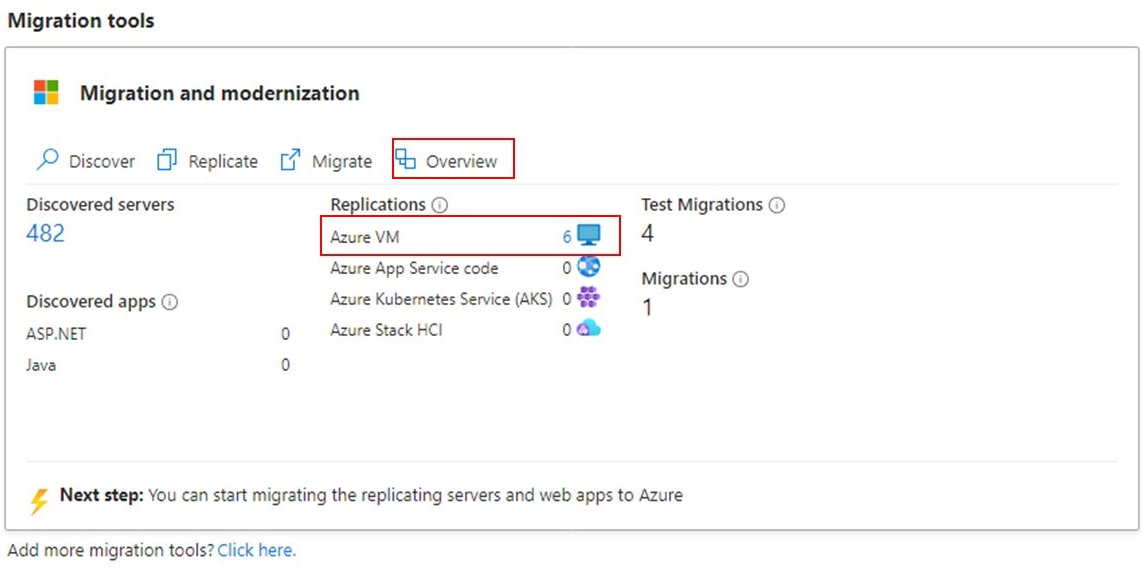 Migration tools
Migration and modernization
Discover Replicate Migrate Overview
Discovered servers
482
Discovered apps
ASP.NET 0
Java 0
Replications
Azure VM 6
Azure App Service code 0
Azure Kubernetes Service (AKS) 0
Azure Stack HCI 0
Test Migrations
4
Migrations
1
Next step: You can start migrating the replicating servers and web apps to Azure
Add more migration tools? Click here.